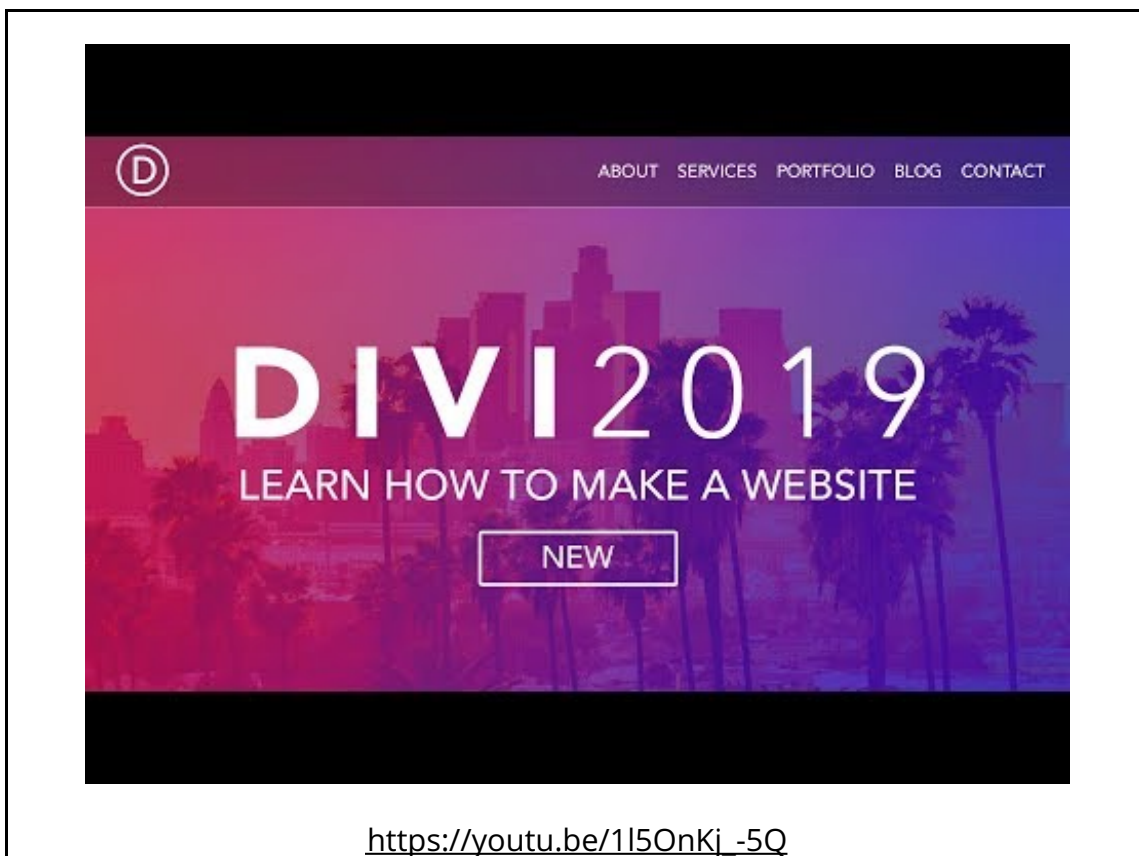 D
ABOUT SERVICES PORTFOLIO BLOG CONTACT
DIVI2019
LEARN HOW TO MAKE A WEBSITE
NEW
https://youtu.be/1l5OnKj_-5Q